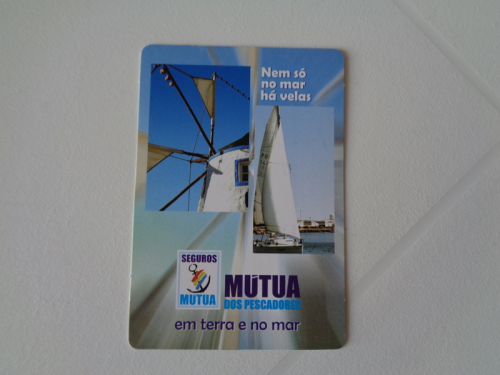 Nem só
no mar
há velas
SEGUROS
MÚTUA
MÚTUA
DOS PESCADORES
em terra e no mar